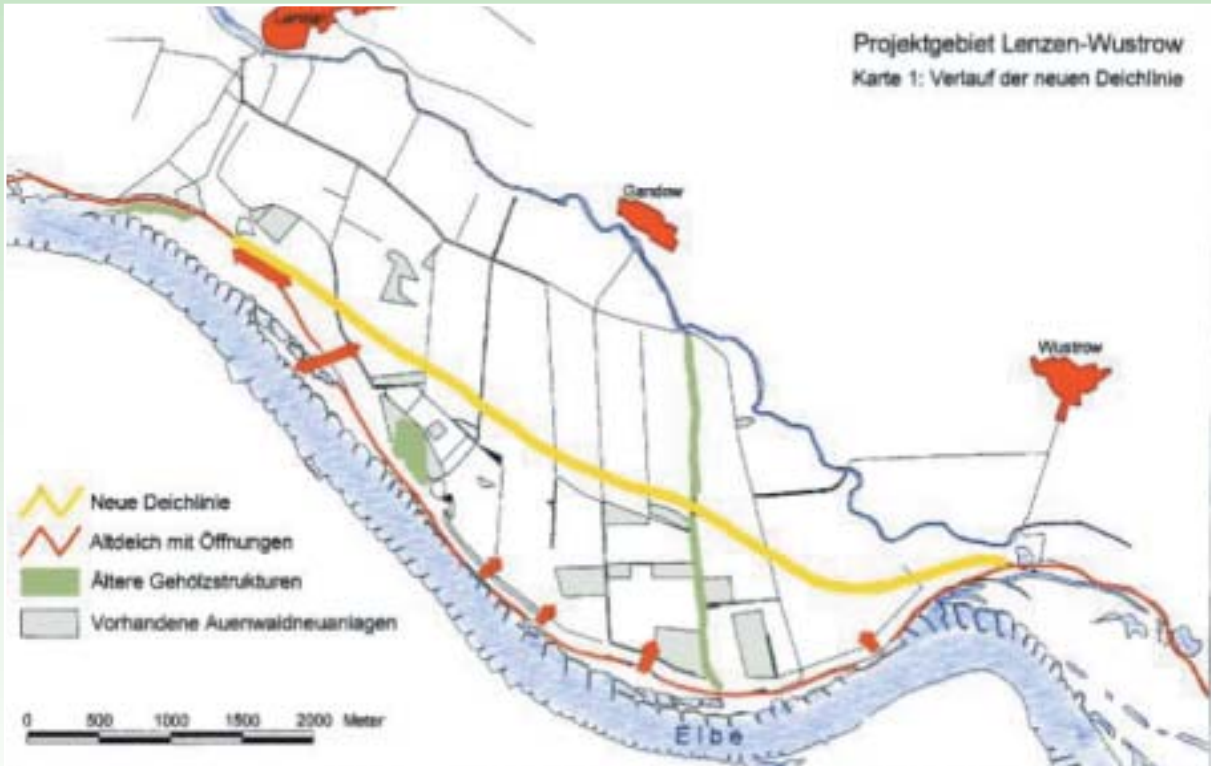 Projektgebiet Lenzen-Wustrow
Karte 1: Verlauf der neuen Deichlinie
Gandow
Wustrow
Neue Deichlinie
Altdeich mit Öffnungen
Ältere Gehölzstrukturen
Vorhandene Auenwaldneuanlagen
0 500 1000 1500 2000 Meter
Elbe